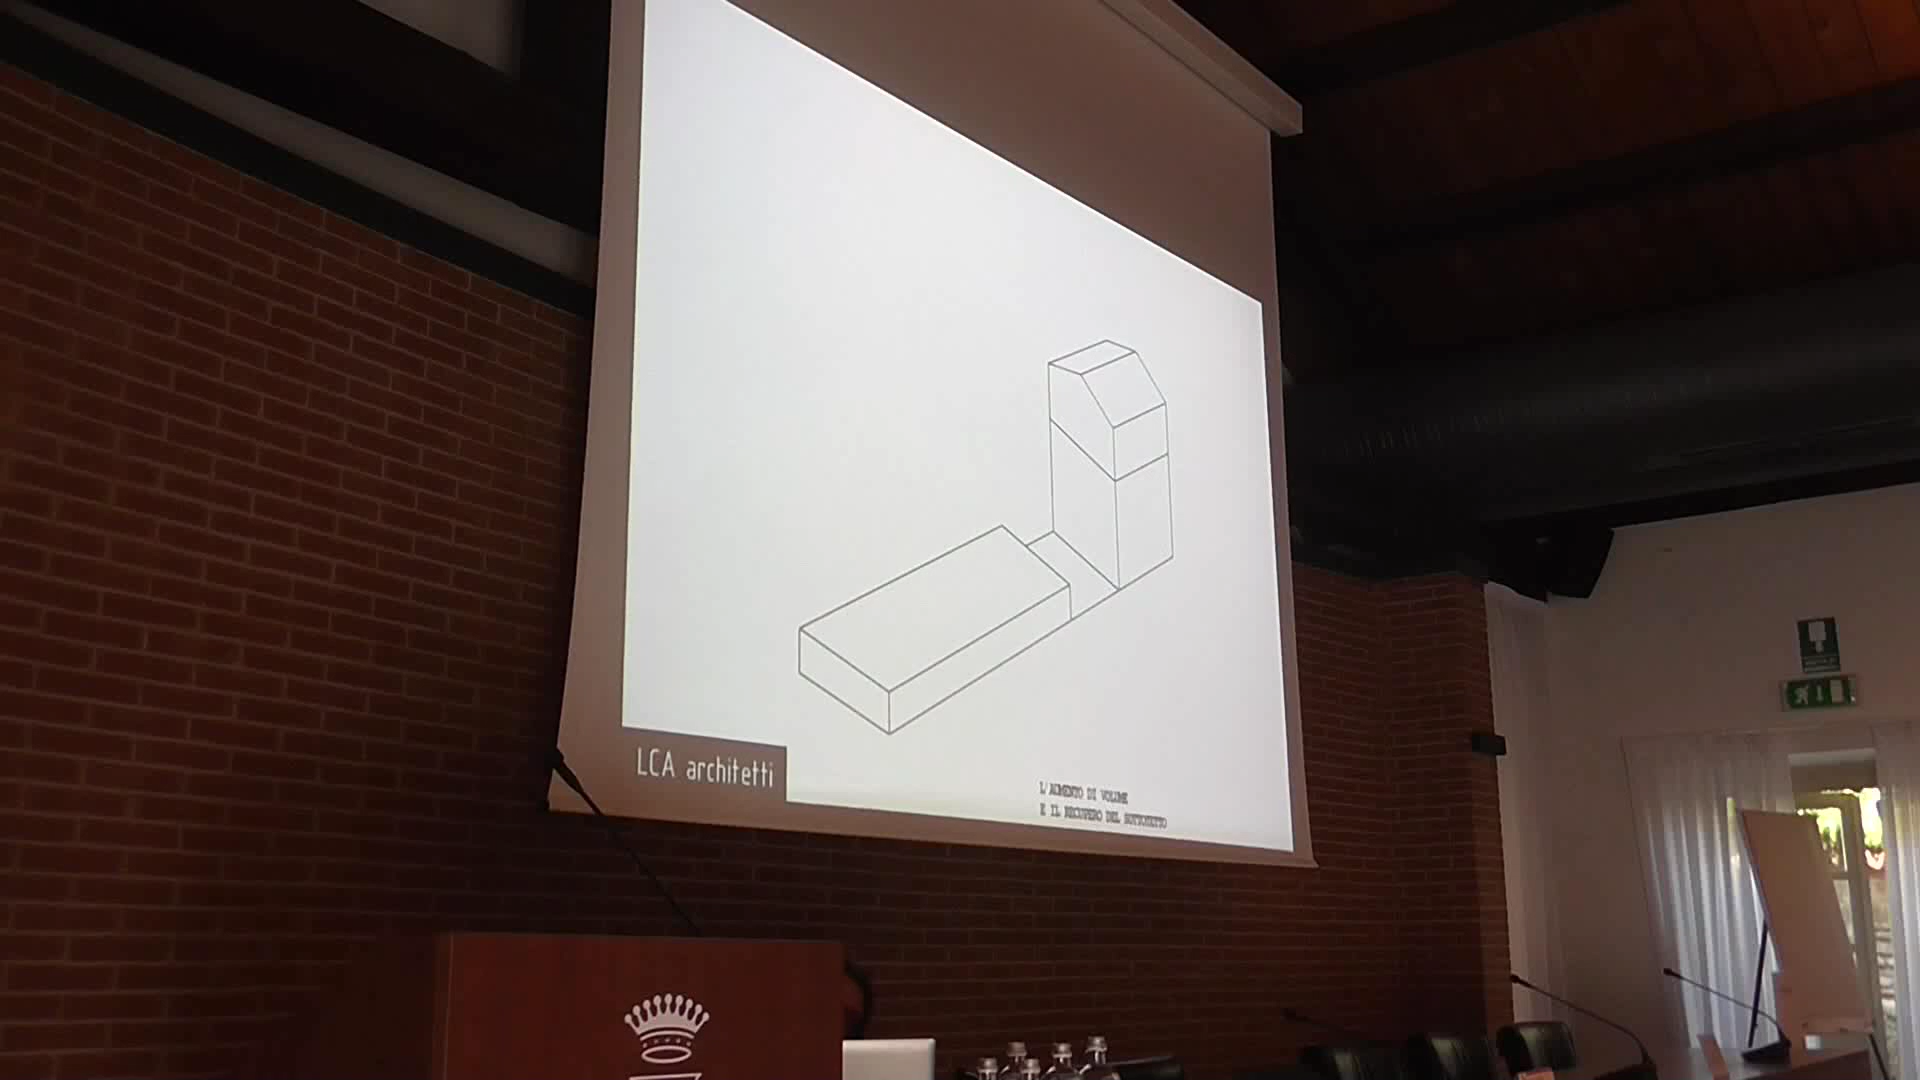 LCA architetti
L'AUMENTO DI VOLUME
E IL RECUPERO DEL SOTTOTETTO